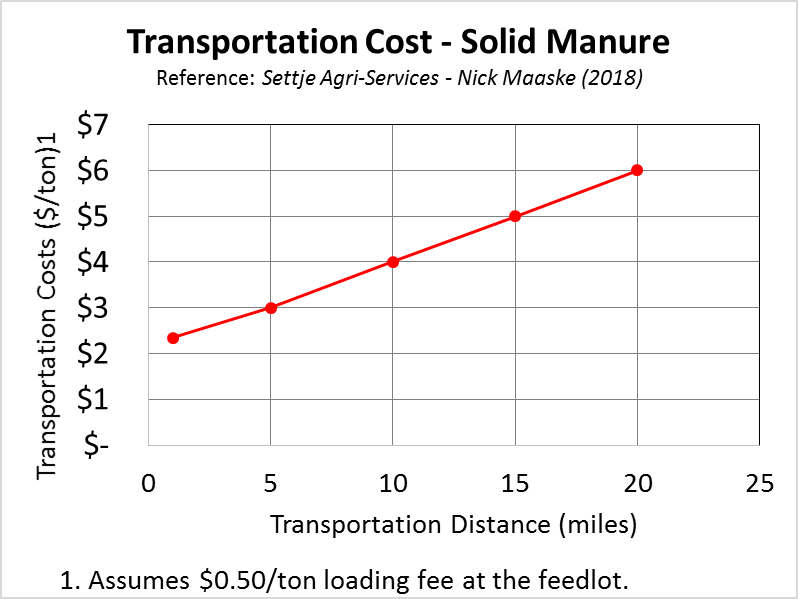 Transportation Cost - Solid Manure
Reference: Settje Agri-Services - Nick Maaske (2018)
Transportation Costs ($/ton)1
$7
$6
$5
$4
$3
$2
$1
$-
0 5 10 15 20 25
Transportation Distance (miles)
1. Assumes $0.50/ton loading fee at the feedlot.